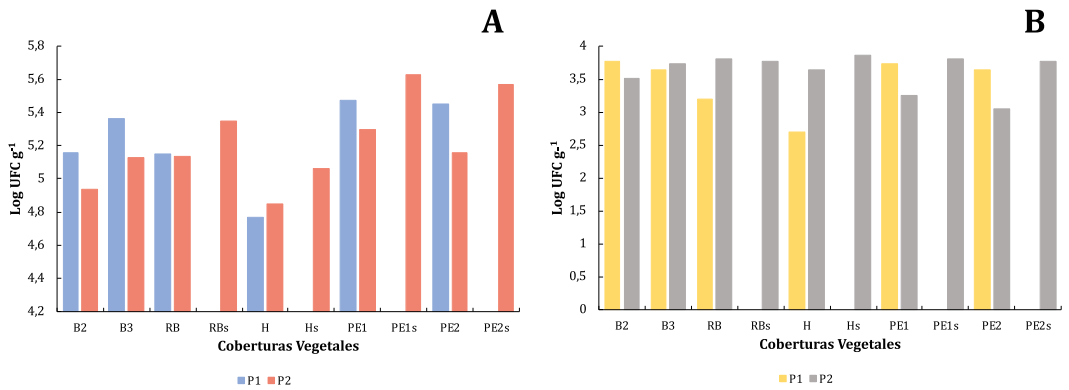 A
Log UFC g-1
5,8
5,6
5,4
5,2
5
4,8
4,6
4,4
4,2
B2 B3 RB RBs H Hs PE1 PE1s PE2 PE2s
Coberturas Vegetales
P1 P2
B
Log UFC g-1
4
3,5
3
2,5
2
1,5
1
0,5
0
B2 B3 RB RBs H Hs PE1 PE1s PE2 PE2s
Coberturas Vegetales
P1 P2